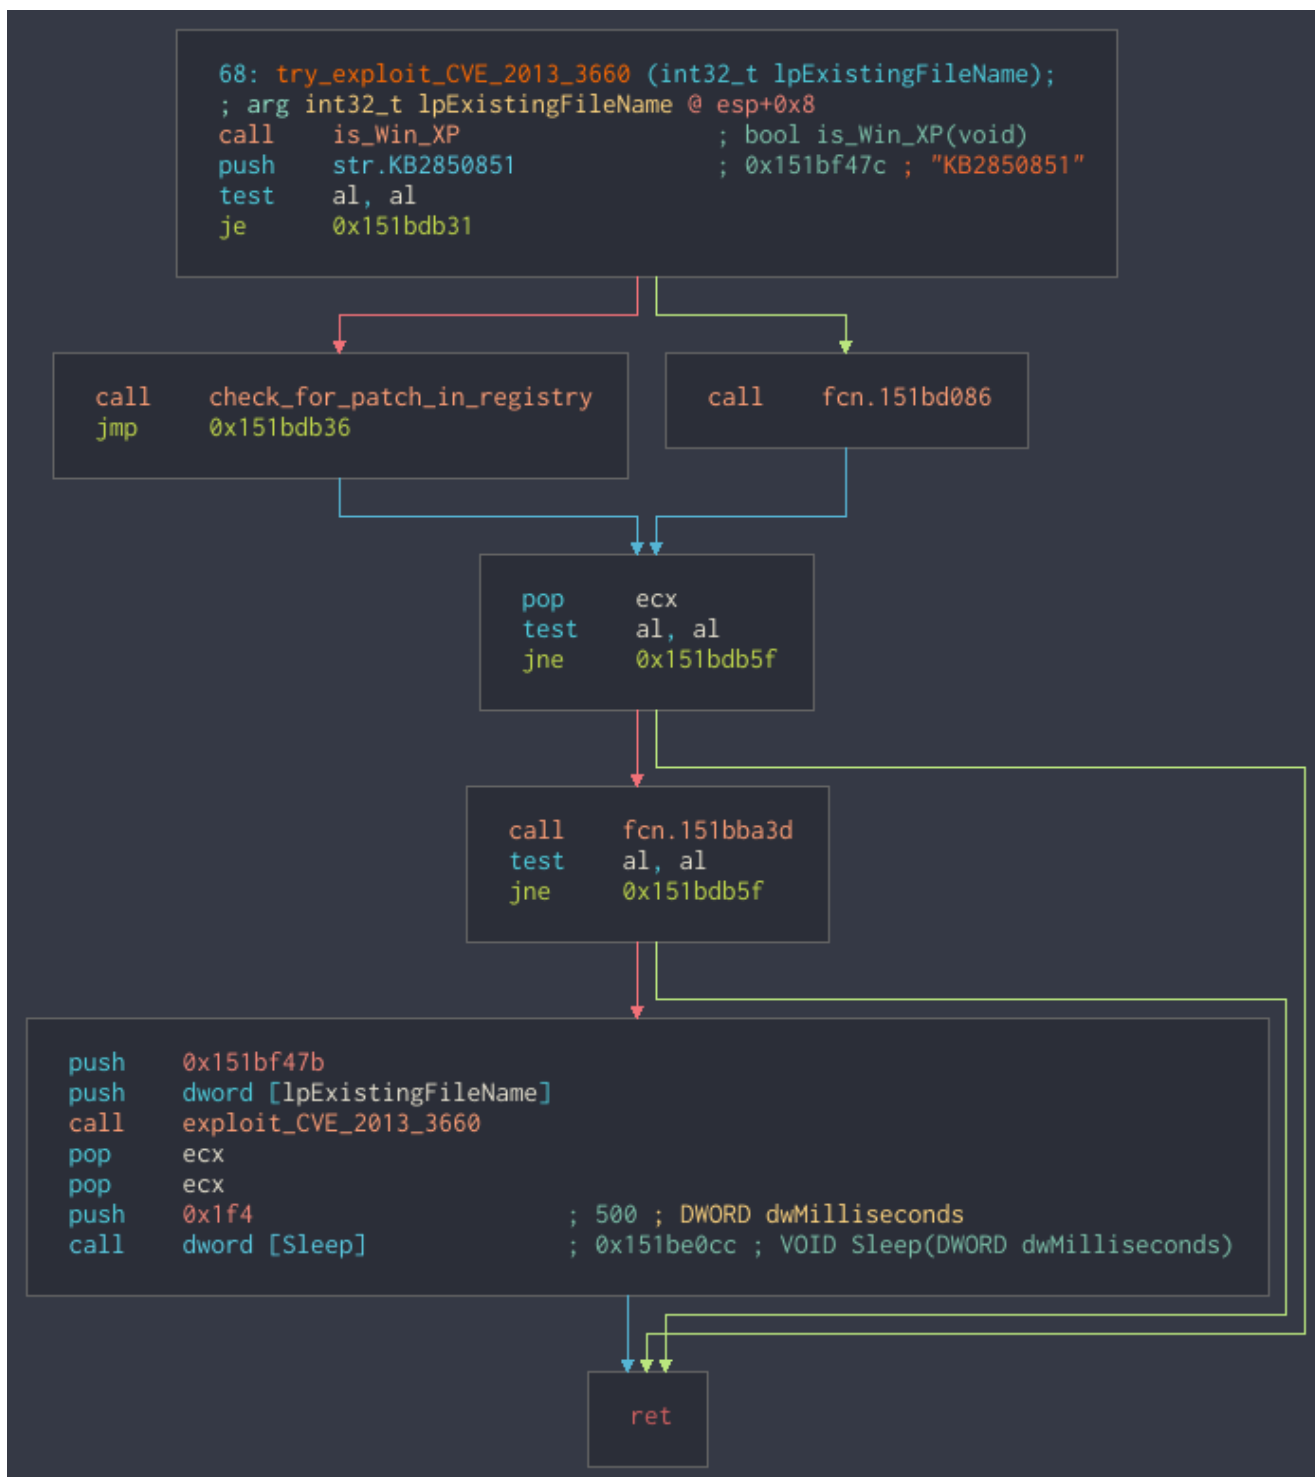 68: try_exploit_CVE_2013_3660 (int32_t lpExistingFileName);
; arg int32_t lpExistingFileName @ esp+0x8
call is_Win_XP ; bool is_Win_XP(void)
push str.KB2850851 ; 0x151bf47c ; "KB2850851"
test al, al
je 0x151bdb31
call check_for_patch_in_registry
jmp 0x151bdb36
call fcn.151bd086
pop ecx
test al, al
jne 0x151bdb5f
call fcn.151bba3d
test al, al
jne 0x151bdb5f
push 0x151bf47b
push dword [lpExistingFileName]
call exploit_CVE_2013_3660
pop ecx
pop ecx
push 0x1f4 ; 500 ; DWORD dwMilliseconds
call dword [Sleep] ; 0x151be0cc ; VOID Sleep(DWORD dwMilliseconds)
ret